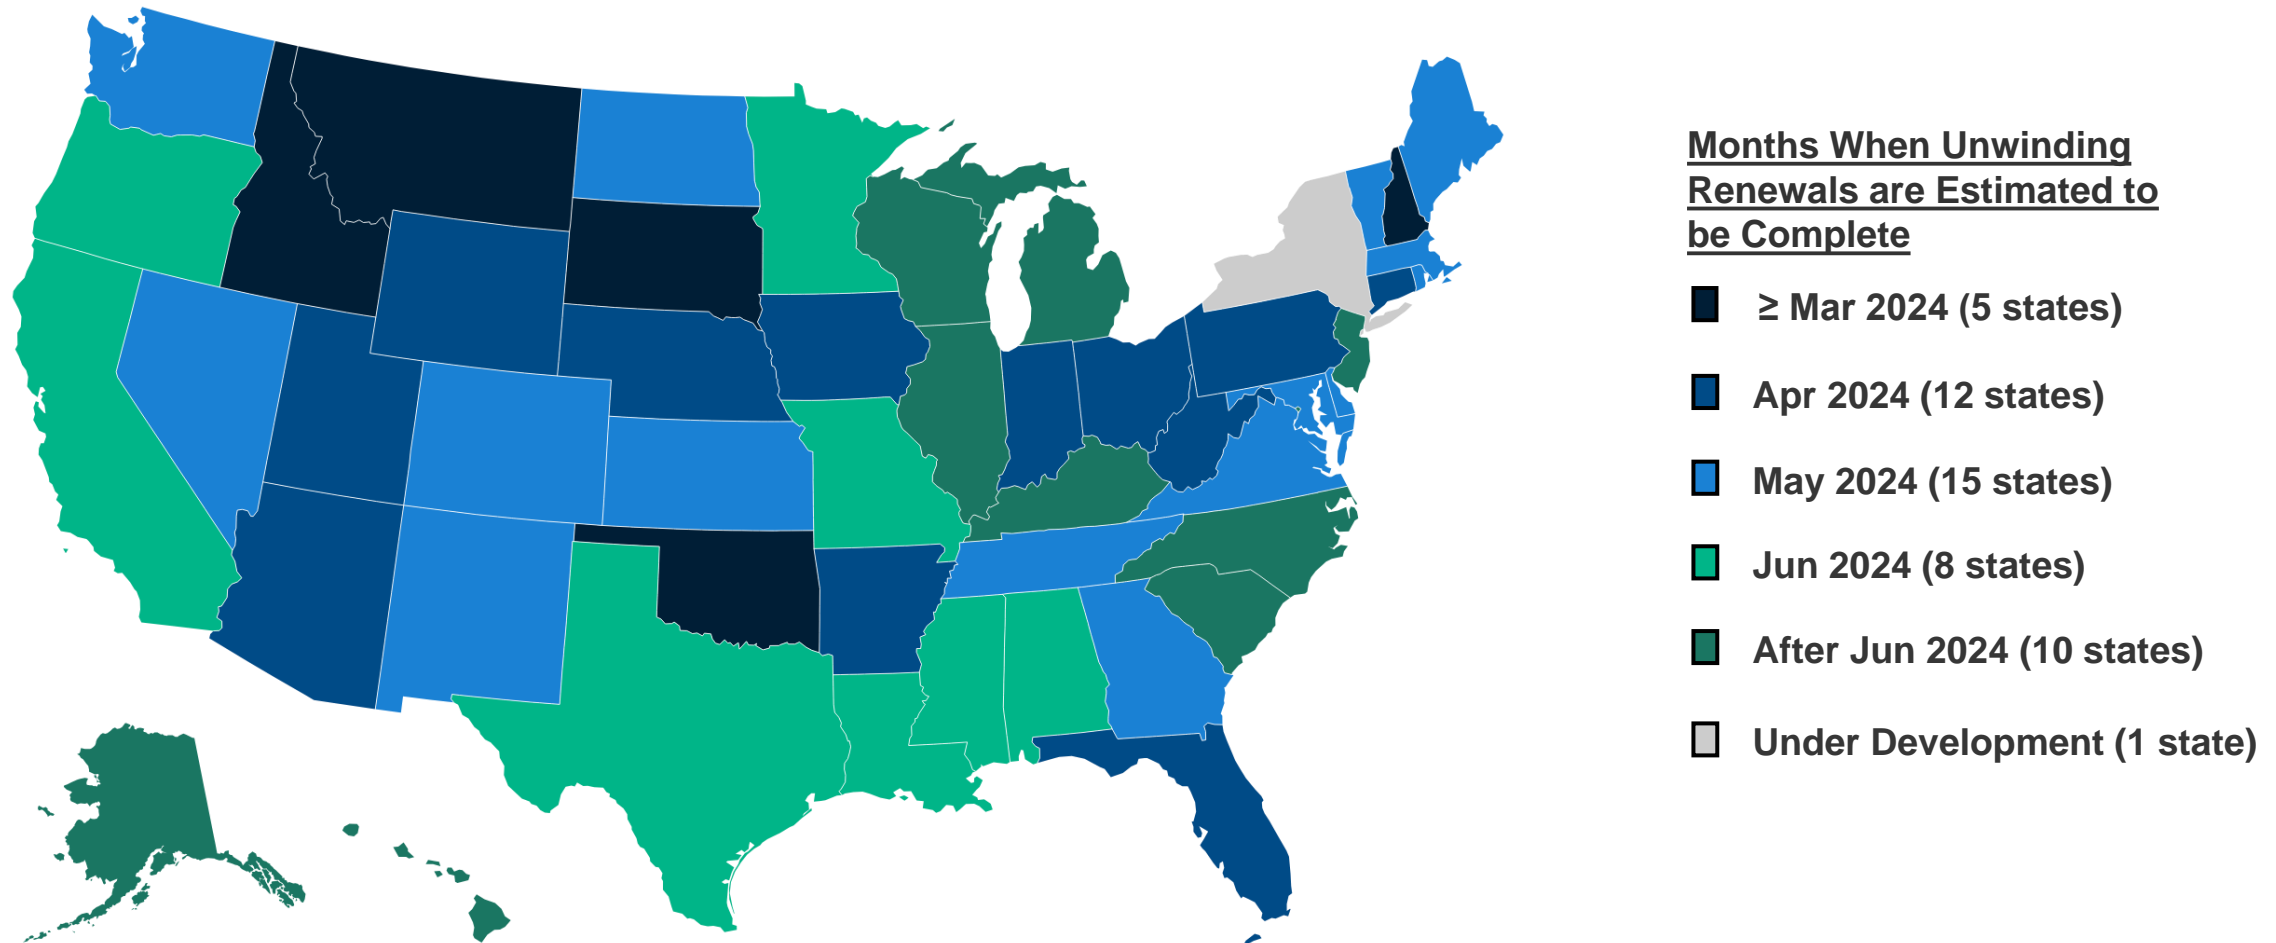 Months When Unwinding
Renewals are Estimated to
be Complete
≥ Mar 2024 (5 states)
Apr 2024 (12 states)
May 2024 (15 states)
Jun 2024 (8 states)
After Jun 2024 (10 states)
Under Development (1 state)